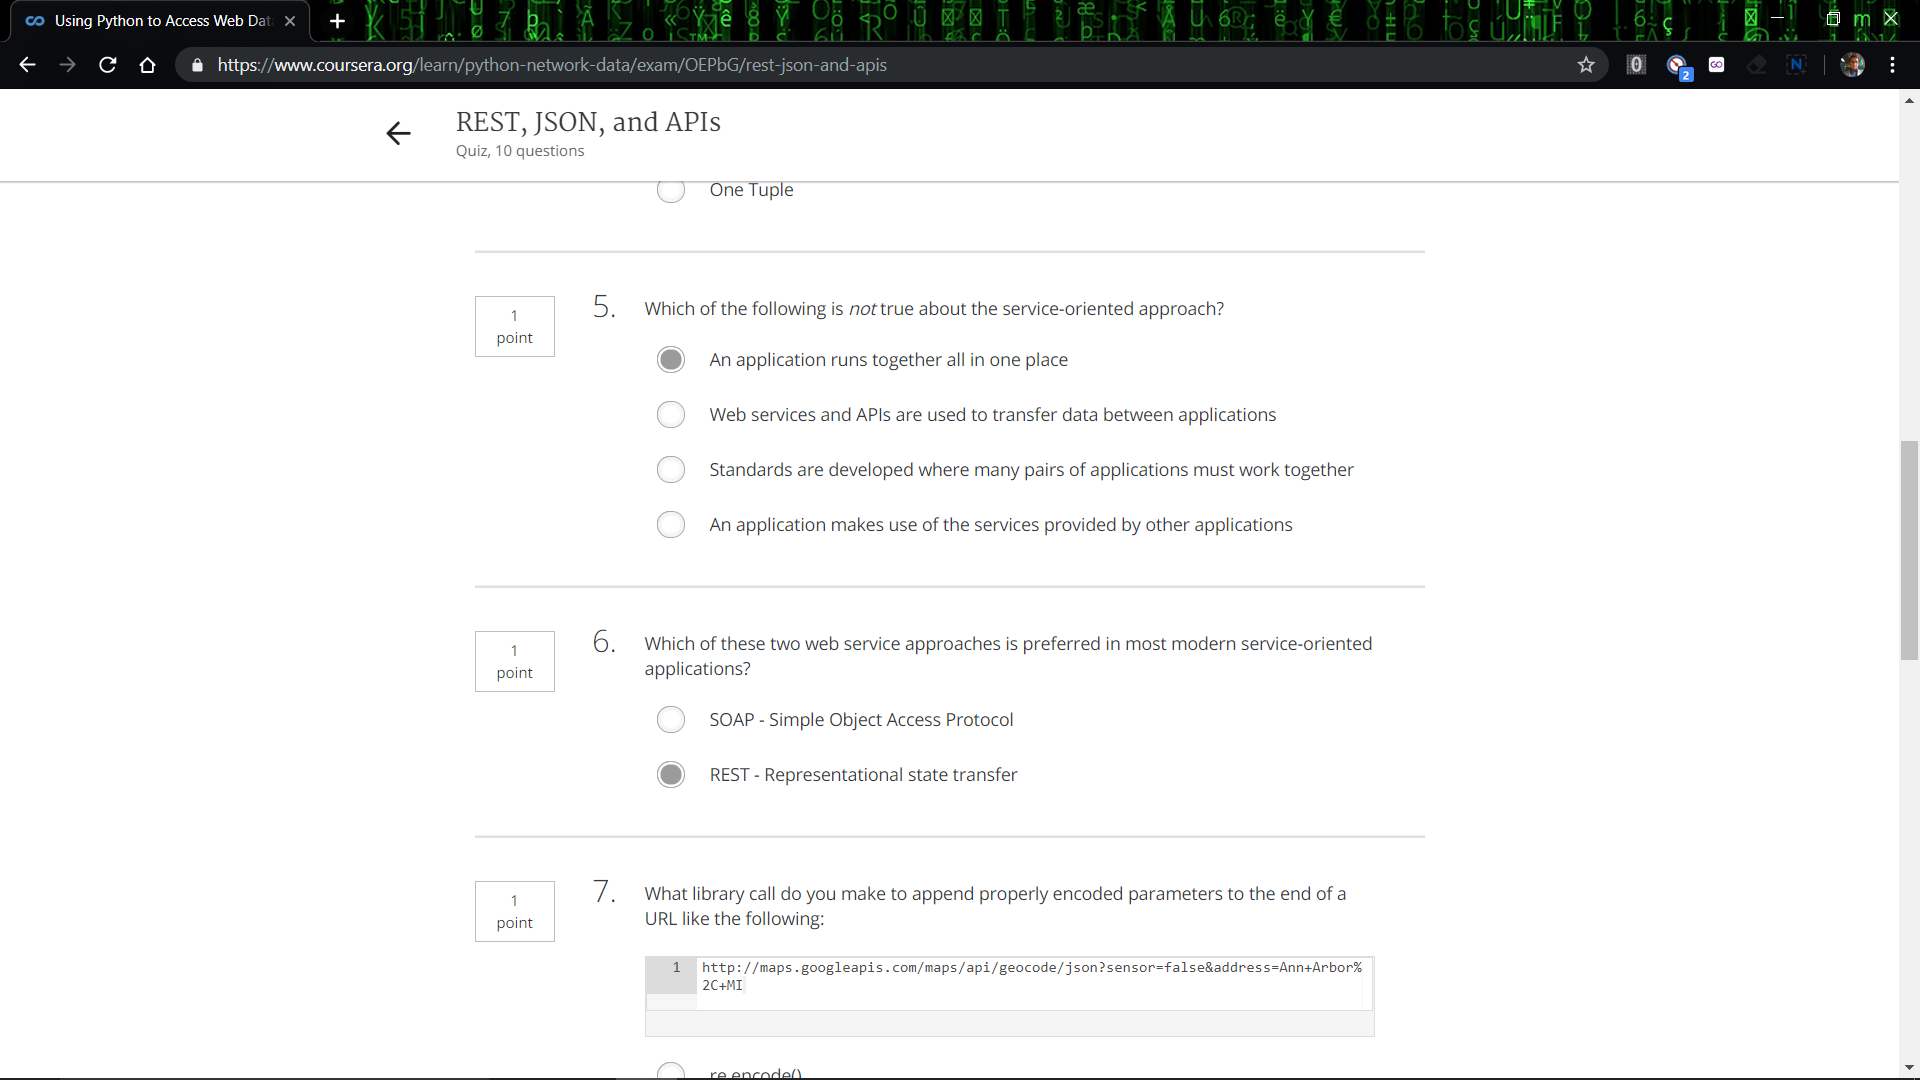 Using Python to Access Web Dat
https://www.coursera.org/learn/python-network-data/exam/OEPbG/rest-json-and-apis
2
REST, JSON, and APIs
Quiz, 10 questions
One Tuple
1 point
5. Which of the following is not true about the service-oriented approach?
An application runs together all in one place
Web services and APIs are used to transfer data between applications
Standards are developed where many pairs of applications must work together
An application makes use of the services provided by other applications
1 point
6. Which of these two web service approaches is preferred in most modern service-oriented
applications?
SOAP - Simple Object Access Protocol
REST - Representational state transfer
1 point
7. What library call do you make to append properly encoded parameters to the end of a
URL like the following:
1 http://maps.googleapis.com/maps/api/geocode/json?sensor=false&address=Ann+Arbor%
2C+MI
re.encode()